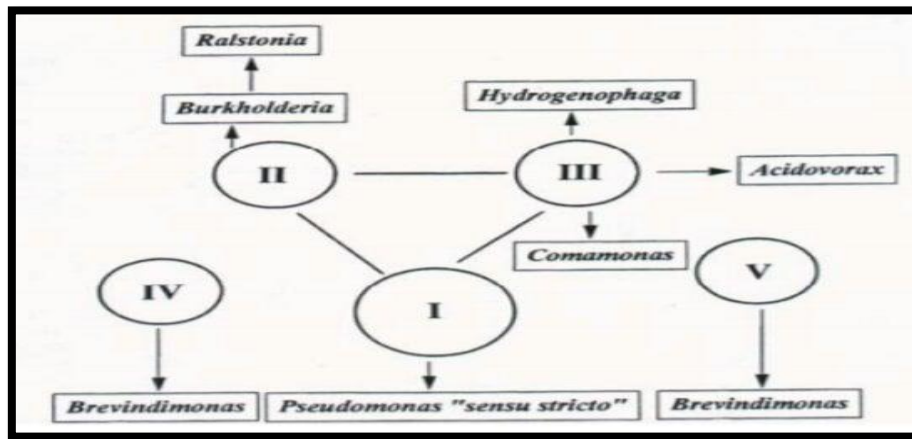 Ralstonia
Burkholderia
Hydrogenophaga
II
III
Acidovorax
Comamonas
IV
I
V
Brevindimonas
Pseudomonas "sensu stricto"
Brevindimonas